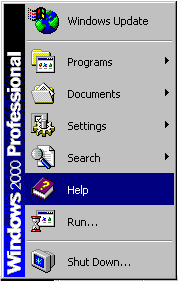 Windows 2000 Professional
Windows Update
Programs
Documents
Settings
Search
Help
Run...
Shut Down...